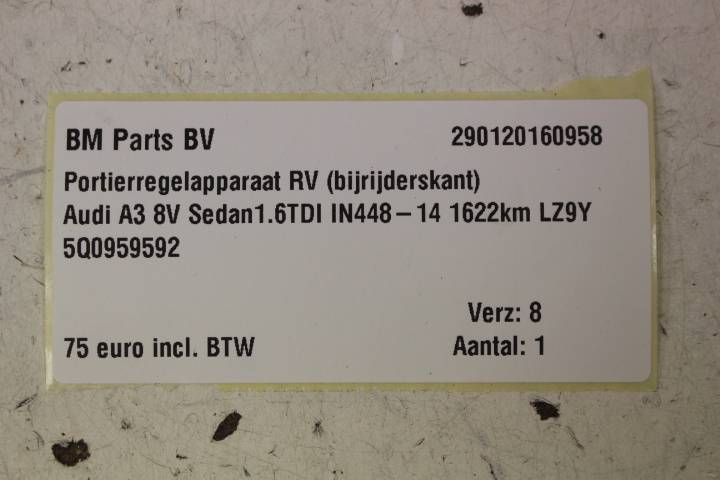 BM Parts BV 290120160958
Portierregelapparaat RV (bijrijderskant)
Audi A3 8V Sedan1.6TDI IN448-14 1622km LZ9Y
5Q0959592
Verz: 8
75 euro incl. BTW Aantal: 1